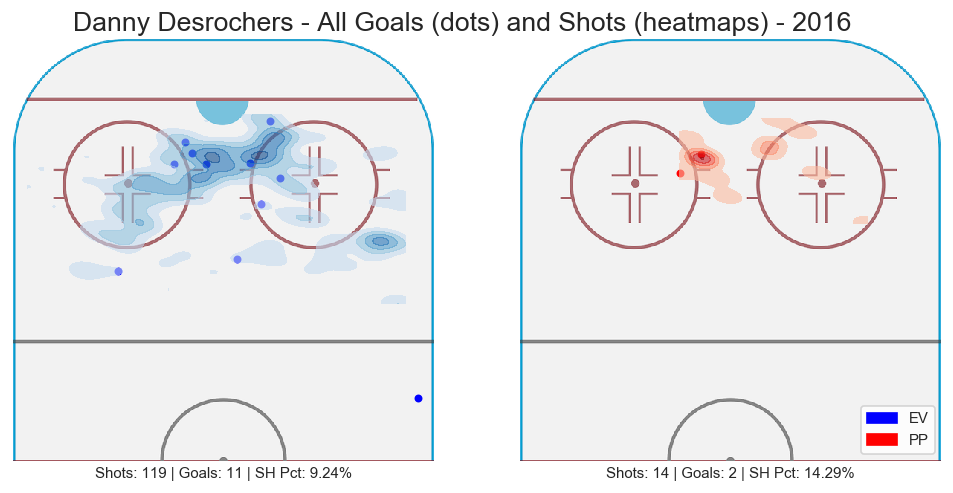 Danny Desrochers - All Goals (dots) and Shots (heatmaps) - 2016
EV
PP
Shots: 119 | Goals: 11 | SH Pct: 9.24%
Shots: 14 | Goals: 2 | SH Pct: 14.29%